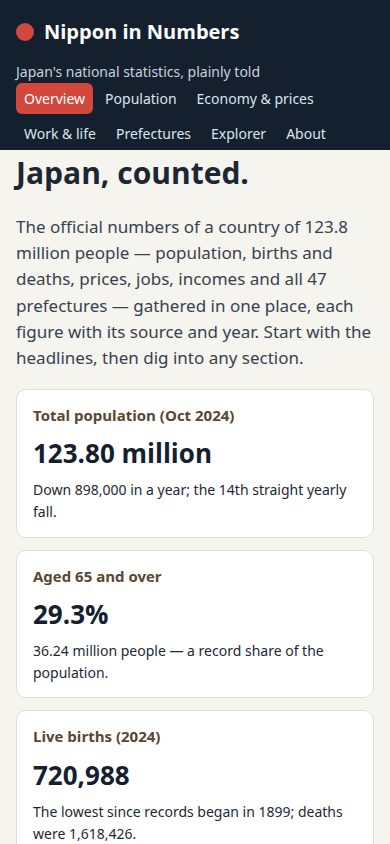 Nippon in Numbers
Japan's national statistics, plainly told
Overview Population Economy & prices
Work & life Prefectures Explorer About
Japan, counted.
The official numbers of a country of 123.8
million people — population, births and
deaths, prices, jobs, incomes and all 47
prefectures — gathered in one place, each
figure with its source and year. Start with the
headlines, then dig into any section.
Total population (Oct 2024)
123.80 million
Down 898,000 in a year; the 14th straight yearly
fall.
Aged 65 and over
29.3%
36.24 million people — a record share of the
population.
Live births (2024)
720,988
The lowest since records began in 1899; deaths
were 1,618,426.